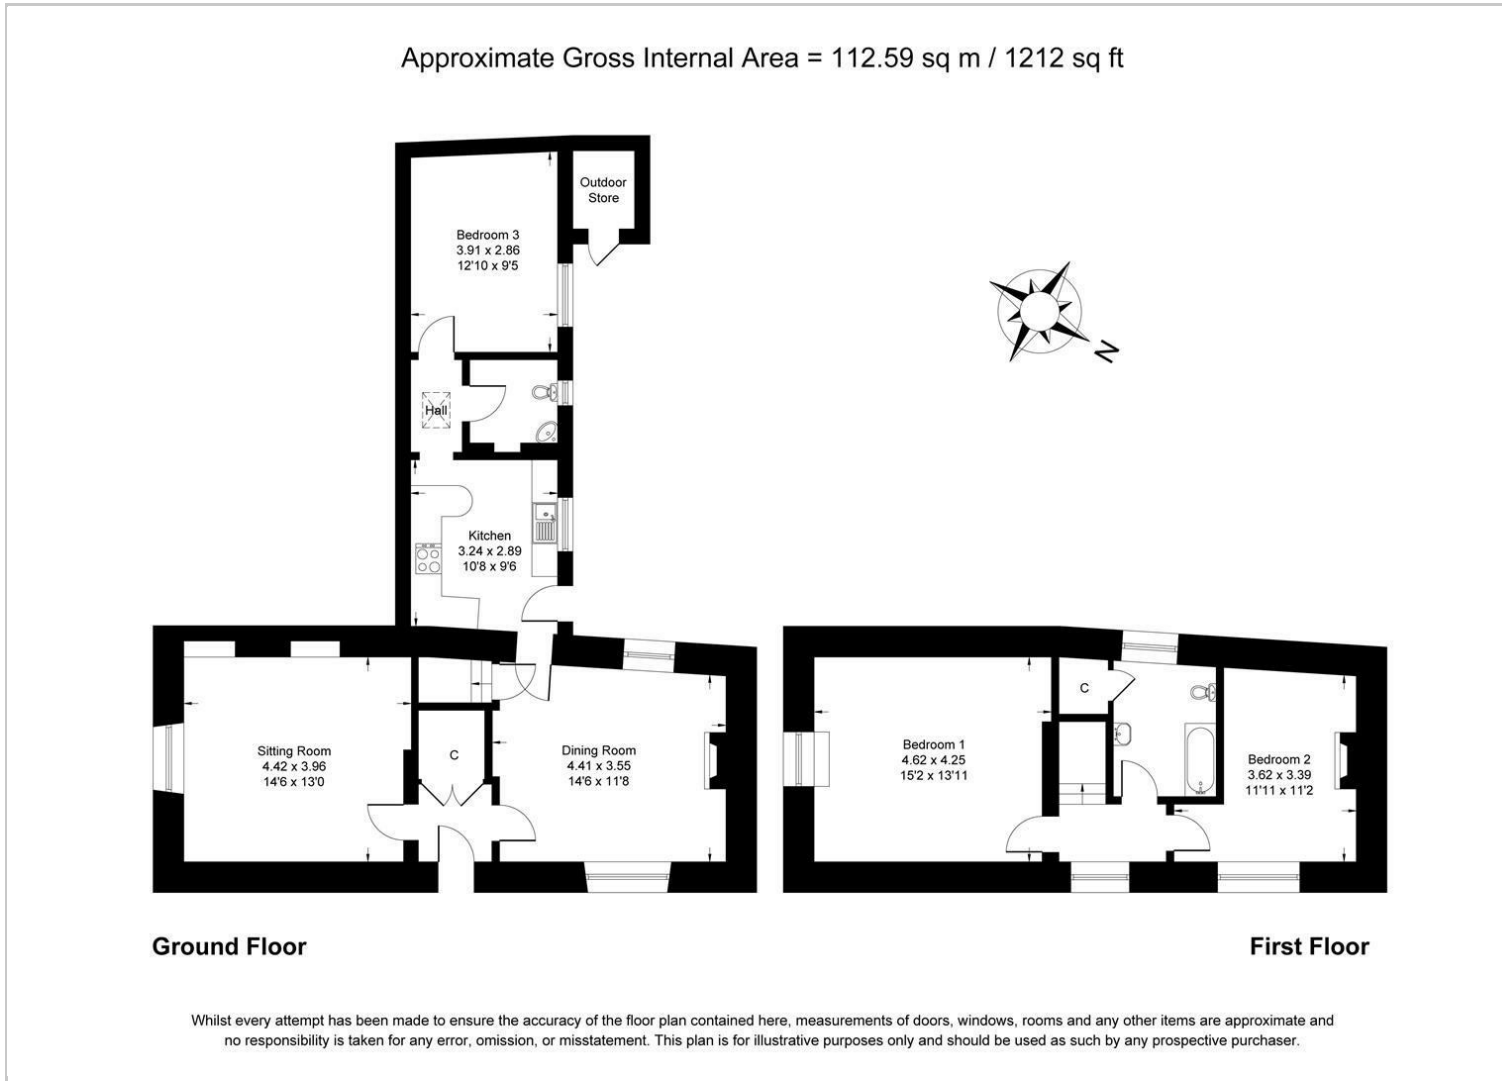 Approximate Gross Internal Area = 112.59 sq m / 1212 sq ft
Outdoor
Store
Bedroom 3
3.91 x 2.86
12'10 x 9'5
N
Hall
Kitchen
3.24 x 2.89
10'8 x 9'6
Sitting Room
4.42 x 3.96
14'6 x 13'0
C
Dining Room
4.41 x 3.55
14'6 x 11'8
C
Bedroom 1
4.62 x 4.25
15'2 x 13'11
Bedroom 2
3.62 x 3.39
11'11 x 11'2
Ground Floor
First Floor
Whilst every attempt has been made to ensure the accuracy of the floor plan contained here, measurements of doors, windows, rooms and any other items are approximate and
no responsibility is taken for any error, omission, or misstatement. This plan is for illustrative purposes only and should be used as such by any prospective purchaser.